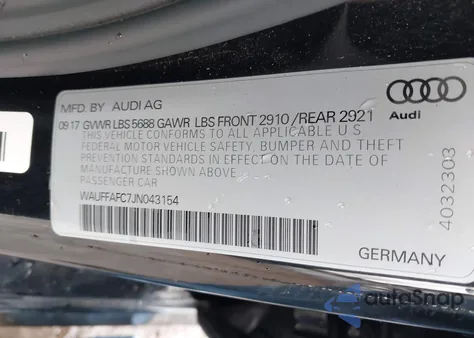 MFD. BY AUDI AG
09 17 GVWR LBS 5688 GAWR LBS FRONT 2910 / REAR 2921
THIS VEHICLE CONFORMS TO ALL APPLICABLE U S
FEDERAL MOTOR VEHICLE SAFETY, BUMPER AND THEFT
PREVENTION STANDARDS IN EFFECT ON THE DATE OF
MANUFACTURE SHOWN ABOVE.
PASSENGER CAR
WAUFFAFC7JN043154
Audi
4032303
GERMANY
autoSnap